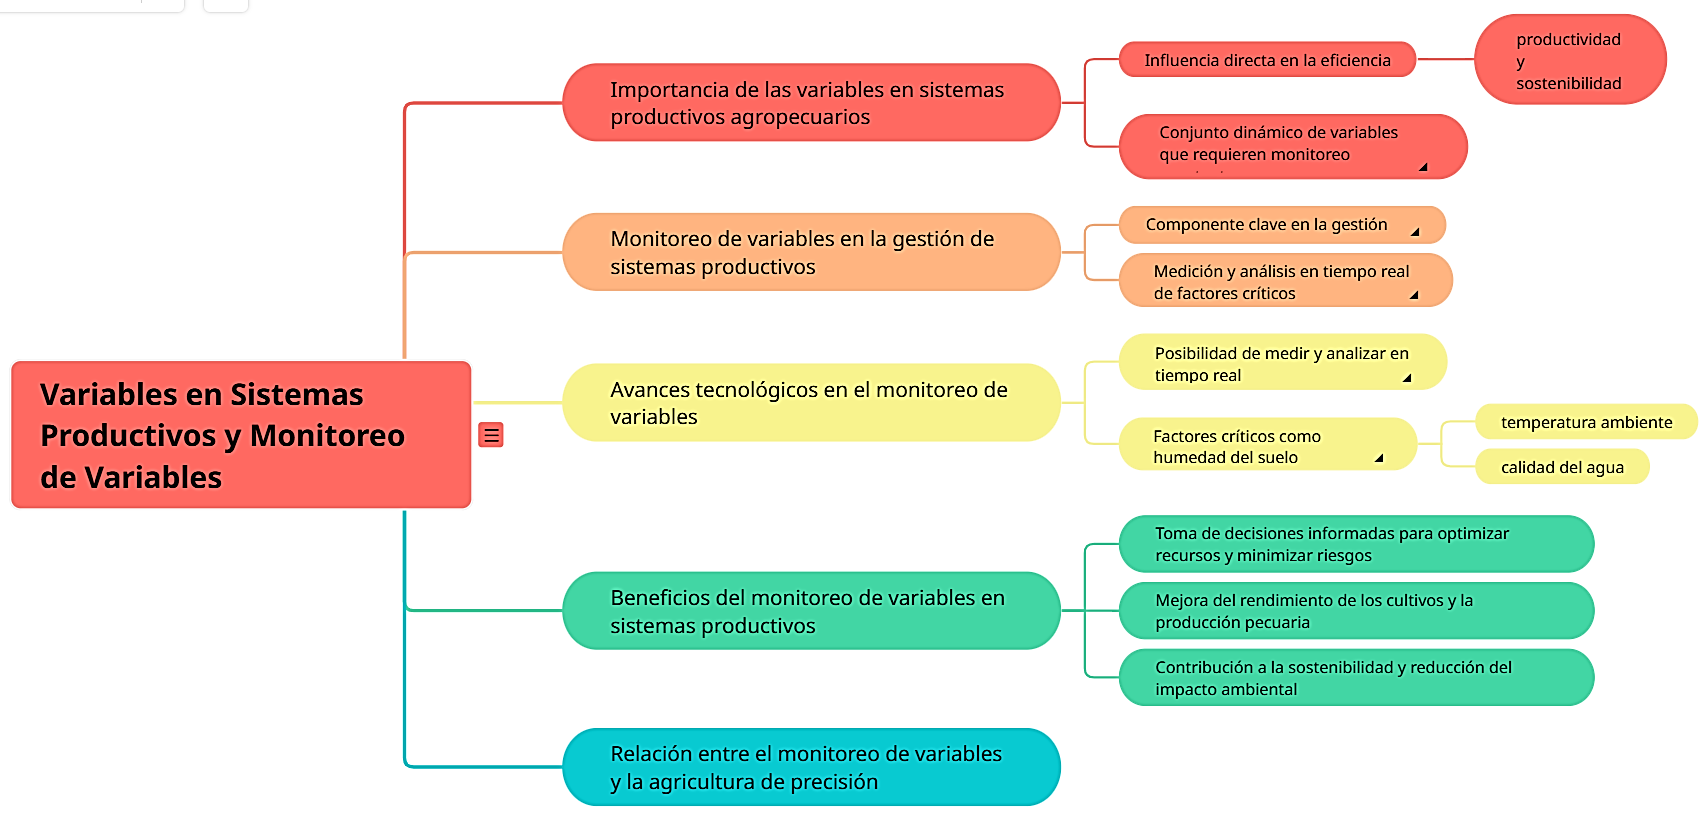 Variables en Sistemas
Productivos y Monitoreo
de Variables
Importancia de las variables en sistemas
productivos agropecuarios
Influencia directa en la eficiencia
productividad
y
sostenibilidad
Conjunto dinámico de variables
que requieren monitoreo
Monitoreo de variables en la gestión de
sistemas productivos
Componente clave en la gestión
Medición y análisis en tiempo real
de factores críticos
Avances tecnológicos en el monitoreo de
variables
Posibilidad de medir y analizar en
tiempo real
Factores críticos como
humedad del suelo
temperatura ambiente
calidad del agua
Beneficios del monitoreo de variables en
sistemas productivos
Toma de decisiones informadas para optimizar
recursos y minimizar riesgos
Mejora del rendimiento de los cultivos y la
producción pecuaria
Contribución a la sostenibilidad y reducción del
impacto ambiental
Relación entre el monitoreo de variables
y la agricultura de precisión